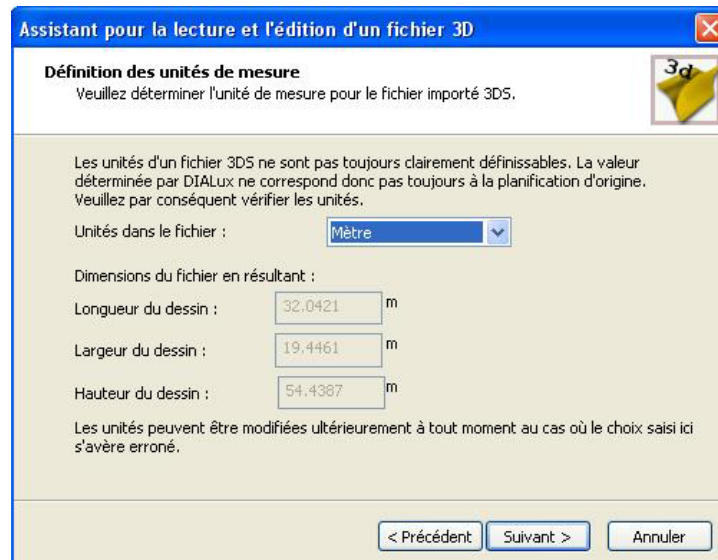 Assistant pour la lecture et l'édition d'un fichier 3D
Définition des unités de mesure
Veuillez déterminer l'unité de mesure pour le fichier importé 3DS.
3d
Les unités d'un fichier 3DS ne sont pas toujours clairement définissables. La valeur
déterminée par DIALux ne correspond donc pas toujours à la planification d'origine.
Veuillez par conséquent vérifier les unités.
Unités dans le fichier : Mètre
Dimensions du fichier en résultant :
Longueur du dessin : 32.0421 m
Largeur du dessin : 19.4461 m
Hauteur du dessin : 54.4387 m
Les unités peuvent être modifiées ultérieurement à tout moment au cas où le choix saisi ici
s'avère erroné.
< Précédent Suivant > Annuler